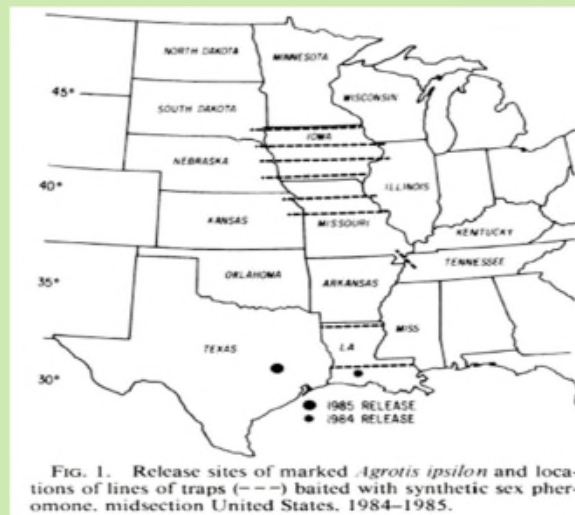 NORTH DAKOTA
MINNESOTA
45°
SOUTH DAKOTA
WISCONSIN
IOWA
NEBRASKA
40°
ILLINOIS
KANSAS
MISSOURI
KENTUCKY
TENNESSEE
35°
OKLAHOMA
ARKANSAS
TEXAS
LA
MISS
30°
1985 RELEASE
1984 RELEASE
FIG. 1. Release sites of marked Agrotis ipsilon and loca-
tions of lines of traps (---) baited with synthetic sex pher-
omone, midsection United States, 1984–1985.